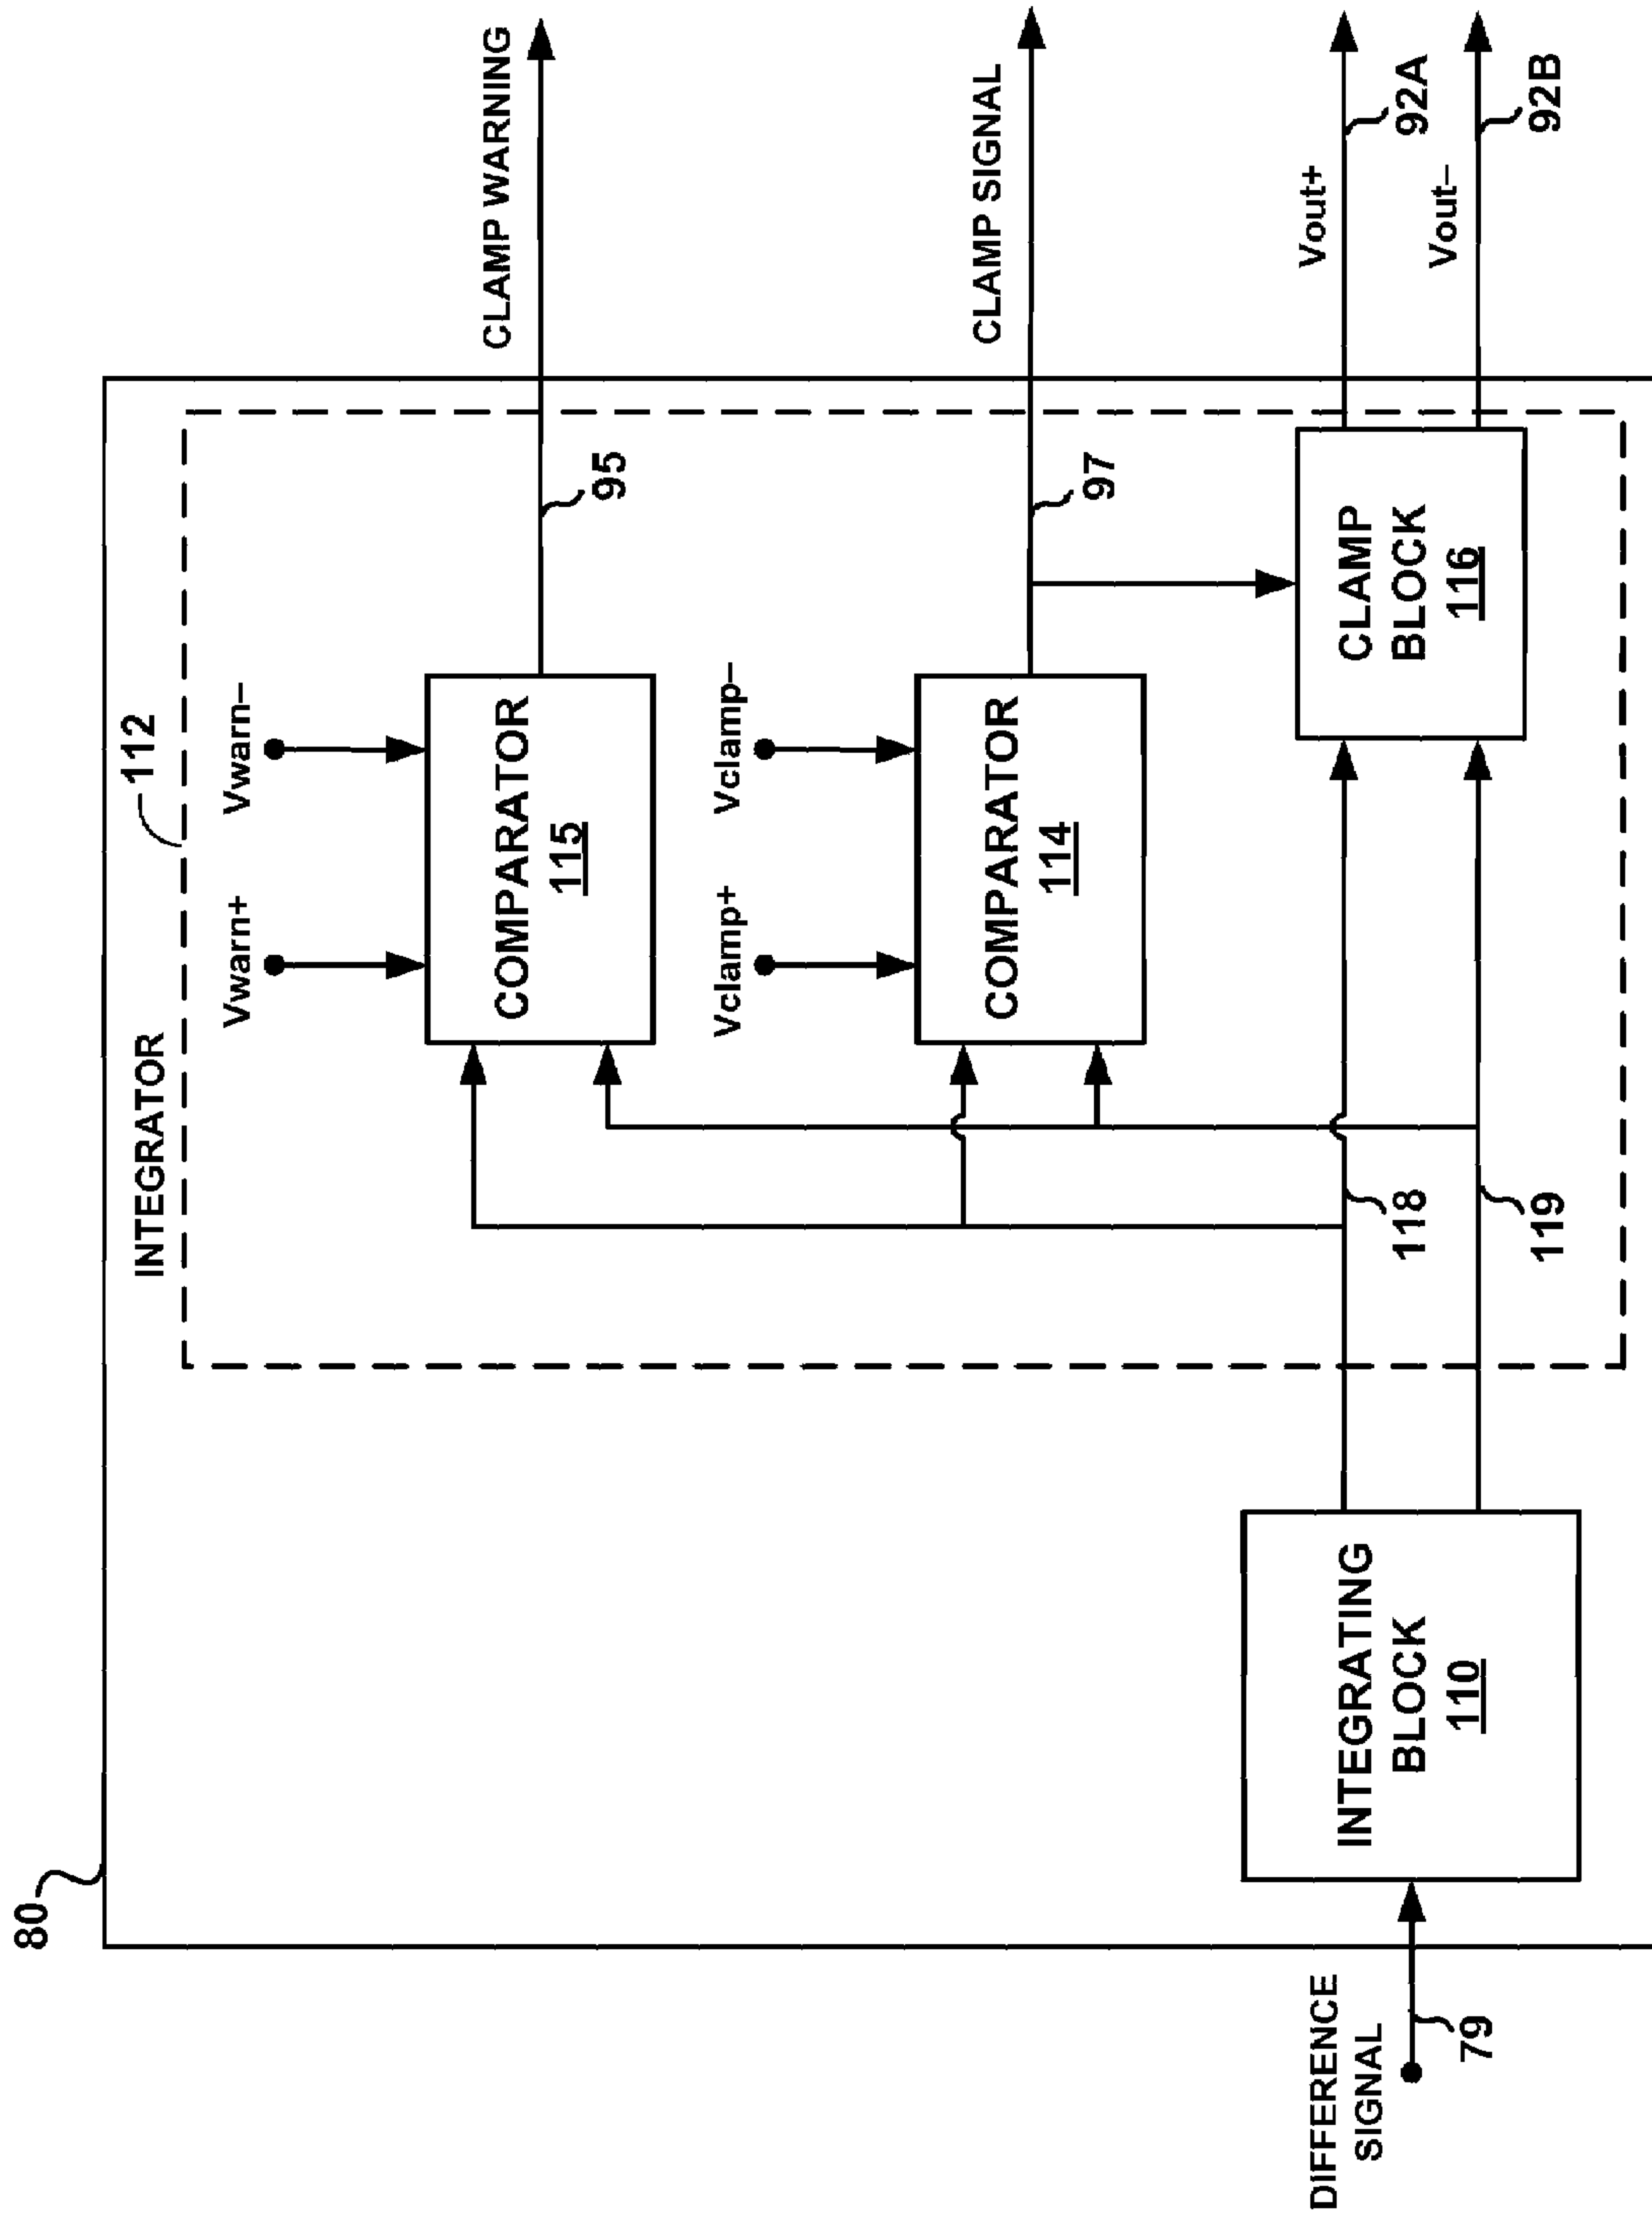 80
INTEGRATOR
112
Vwarn+
Vwarn−
CLAMP WARNING
COMPARATOR
115
95
Vclamp+
Vclamp−
CLAMP SIGNAL
COMPARATOR
114
97
DIFFERENCE
SIGNAL
79
INTEGRATING
BLOCK
110
118
119
CLAMP
BLOCK
116
Vout+
92A
Vout−
92B